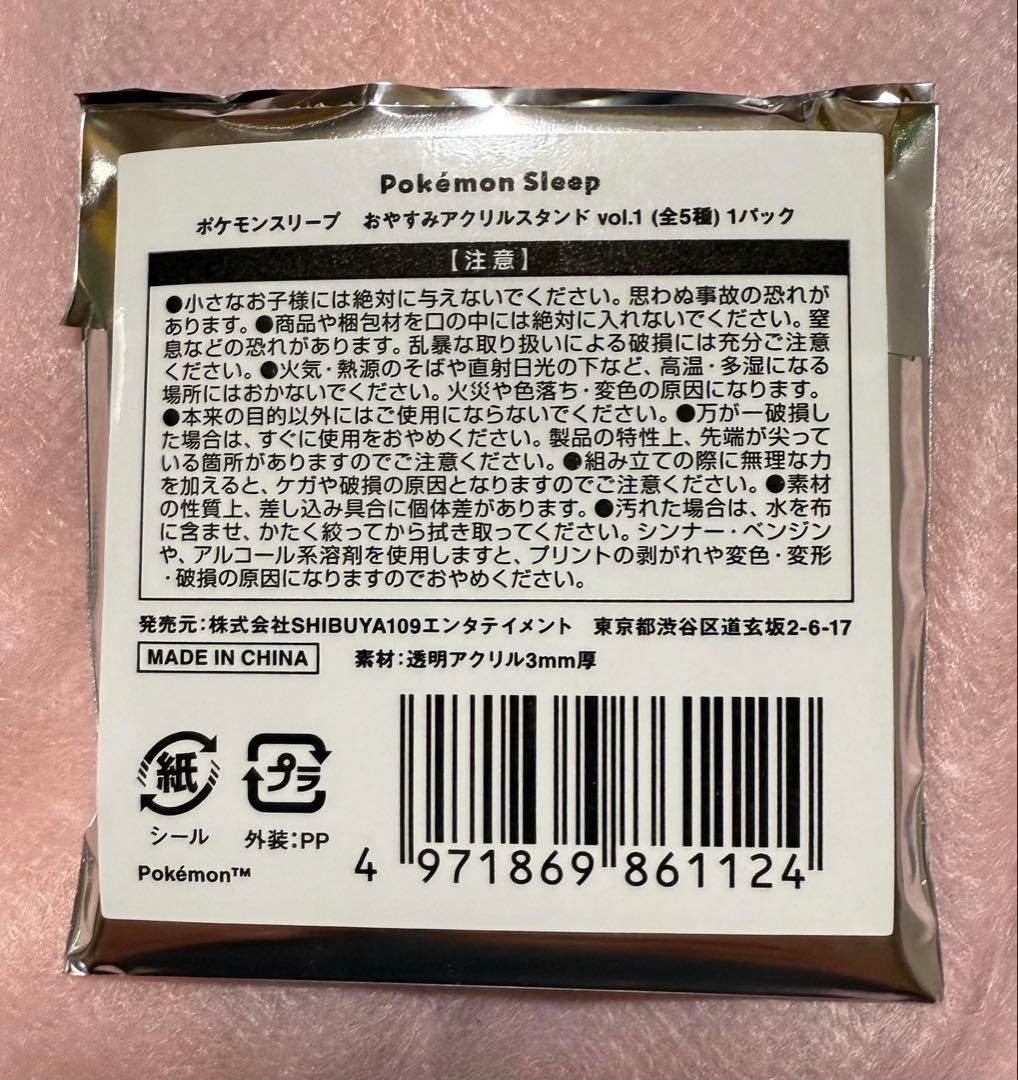 Pokémon Sleep
ポケモンスリープ　おやすみアクリルスタンド vol.1 (全5種) 1パック
【注意】
●小さなお子様には絶対に与えないでください。思わぬ事故の恐れが
あります。●商品や梱包材を口の中には絶対に入れないでください。窒
息などの恐れがあります。乱暴な取り扱いによる破損には充分ご注意
ください。●火気・熱源のそばや直射日光の下など、高温・多湿になる
場所にはおかないでください。火災や色落ち・変色の原因になります。
●本来の目的以外にはご使用にならないでください。●万が一破損し
た場合は、すぐに使用をおやめください。製品の特性上、先端が尖って
いる箇所がありますのでご注意ください。●組み立ての際に無理な力
を加えると、ケガや破損の原因となりますのでご注意ください。●素材
の性質上、差し込み具合に個体差があります。●汚れた場合は、水を布
に含ませ、かたく絞ってから拭き取ってください。シンナー・ベンジン
や、アルコール系溶剤を使用しますと、プリントの剥がれや変色・変形
・破損の原因になりますのでおやめください。
発売元：株式会社SHIBUYA109エンタテイメント　東京都渋谷区道玄坂2-6-17
MADE IN CHINA　素材：透明アクリル3mm厚
紙 プラ
シール 外装：PP
Pokémon™
4 971869 861124